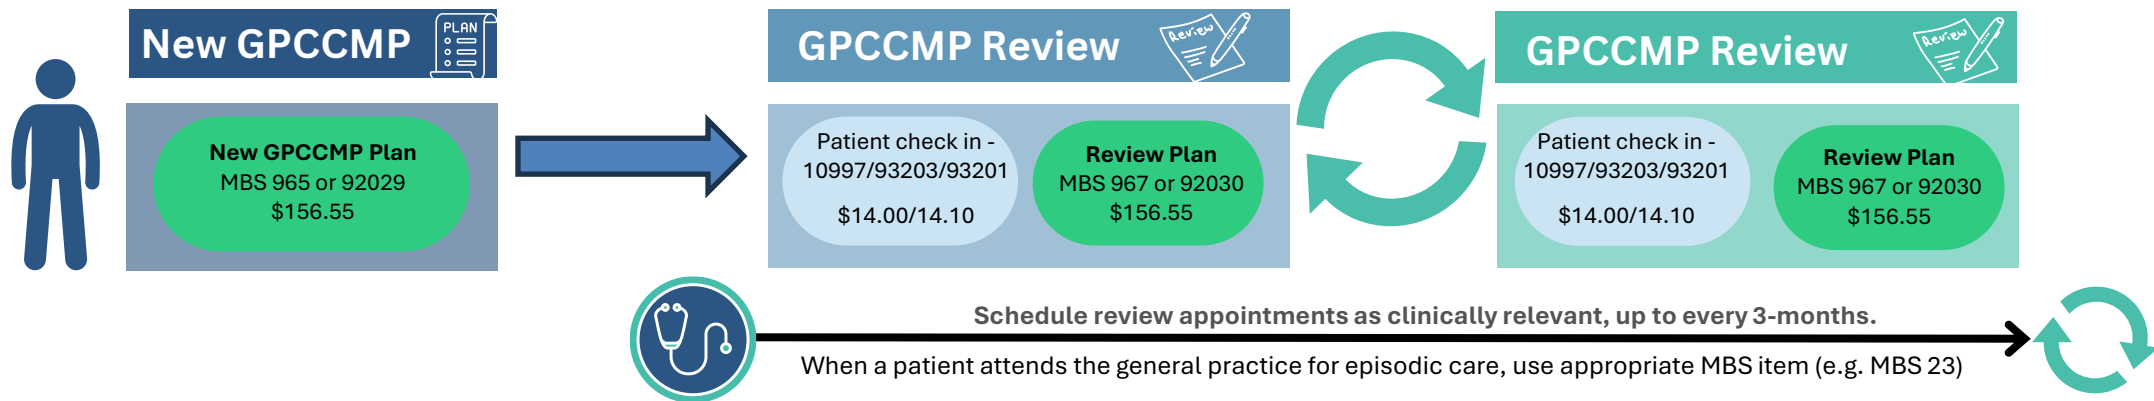 New GPCCMP
PLAN
New GPCCMP Plan
MBS 965 or 92029
$156.55
GPCCMP Review
Review
Patient check in -
10997/93203/93201
$14.00/14.10
Review Plan
MBS 967 or 92030
$156.55
GPCCMP Review
Review
Patient check in -
10997/93203/93201
$14.00/14.10
Review Plan
MBS 967 or 92030
$156.55
Schedule review appointments as clinically relevant, up to every 3-months.
When a patient attends the general practice for episodic care, use appropriate MBS item (e.g. MBS 23)